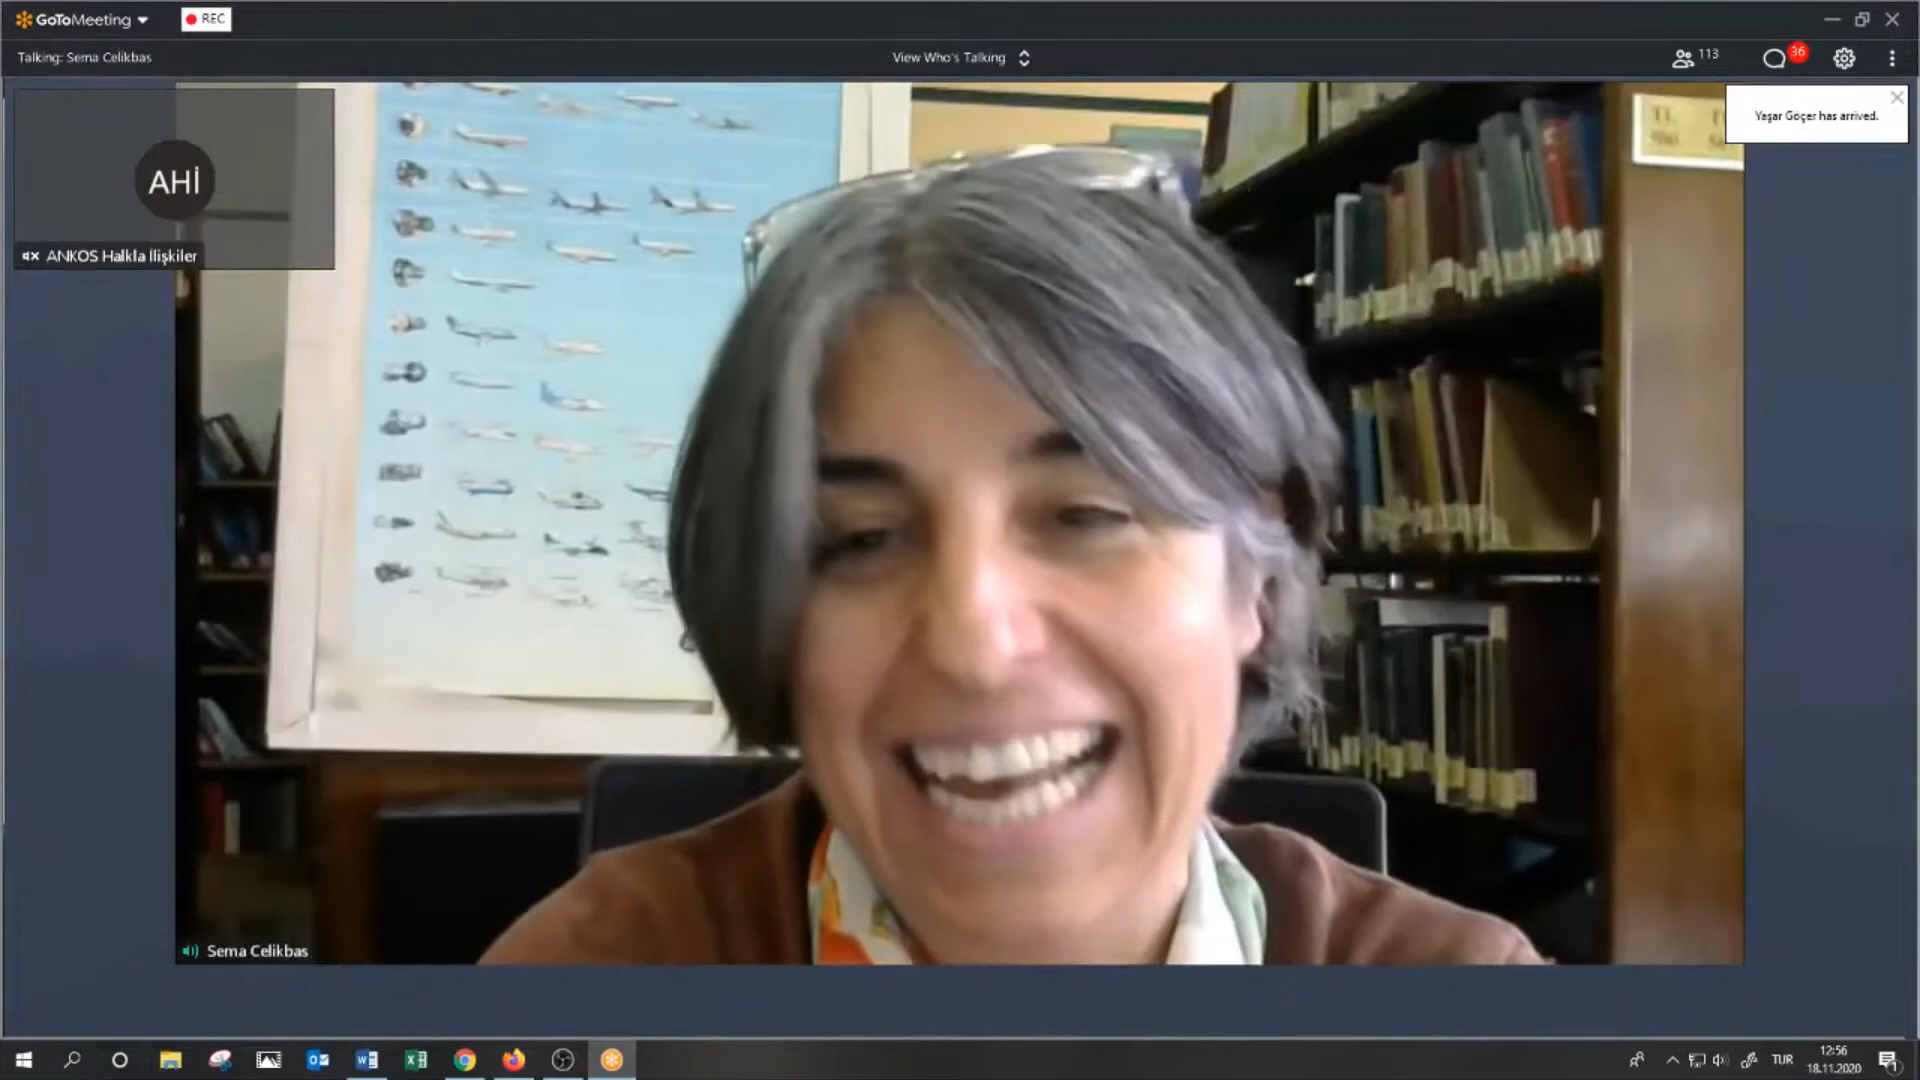 GoToMeeting
REC
Talking: Sema Celikbas
View Who's Talking
113
36
Yaşar Göçer has arrived.
AHİ
ANKOS Halkla İlişkiler
Sema Celikbas
TUR
12:56
18.11.2020
1